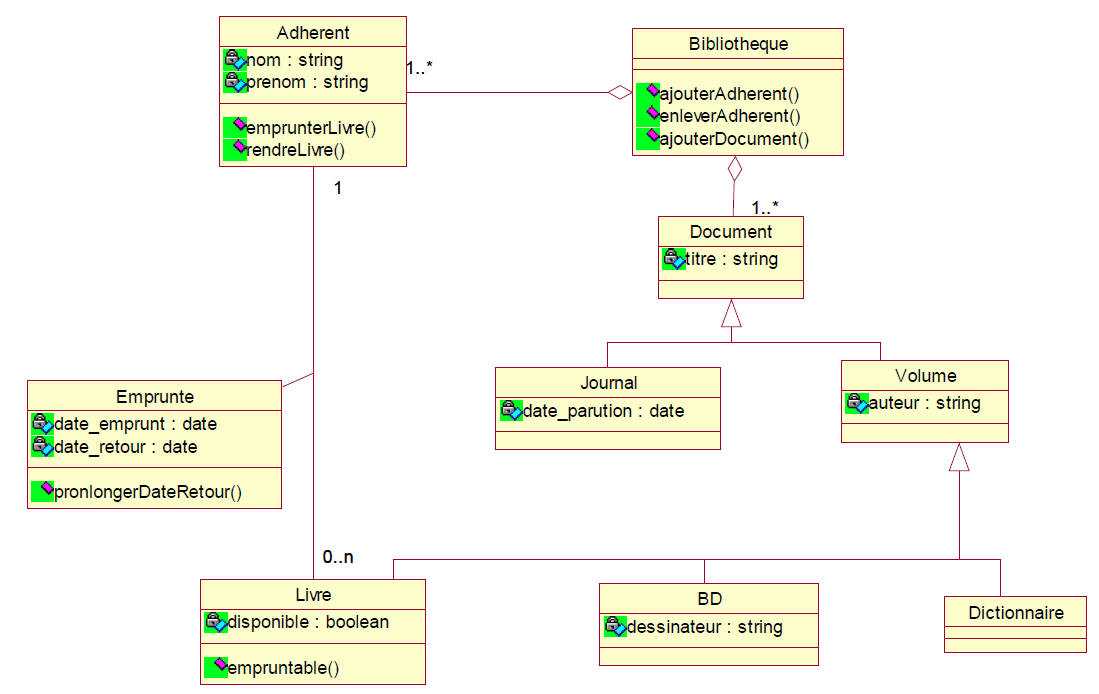 Adherent
nom : string
prenom : string
emprunterLivre()
rendreLivre()
1..*
Bibliotheque
ajouterAdherent()
enleverAdherent()
ajouterDocument()
1
1..*
Document
titre : string
Journal
date_parution : date
Volume
auteur : string
Emprunte
date_emprunt : date
date_retour : date
pronlongerDateRetour()
0..n
Livre
disponible : boolean
empruntable()
BD
dessinateur : string
Dictionnaire